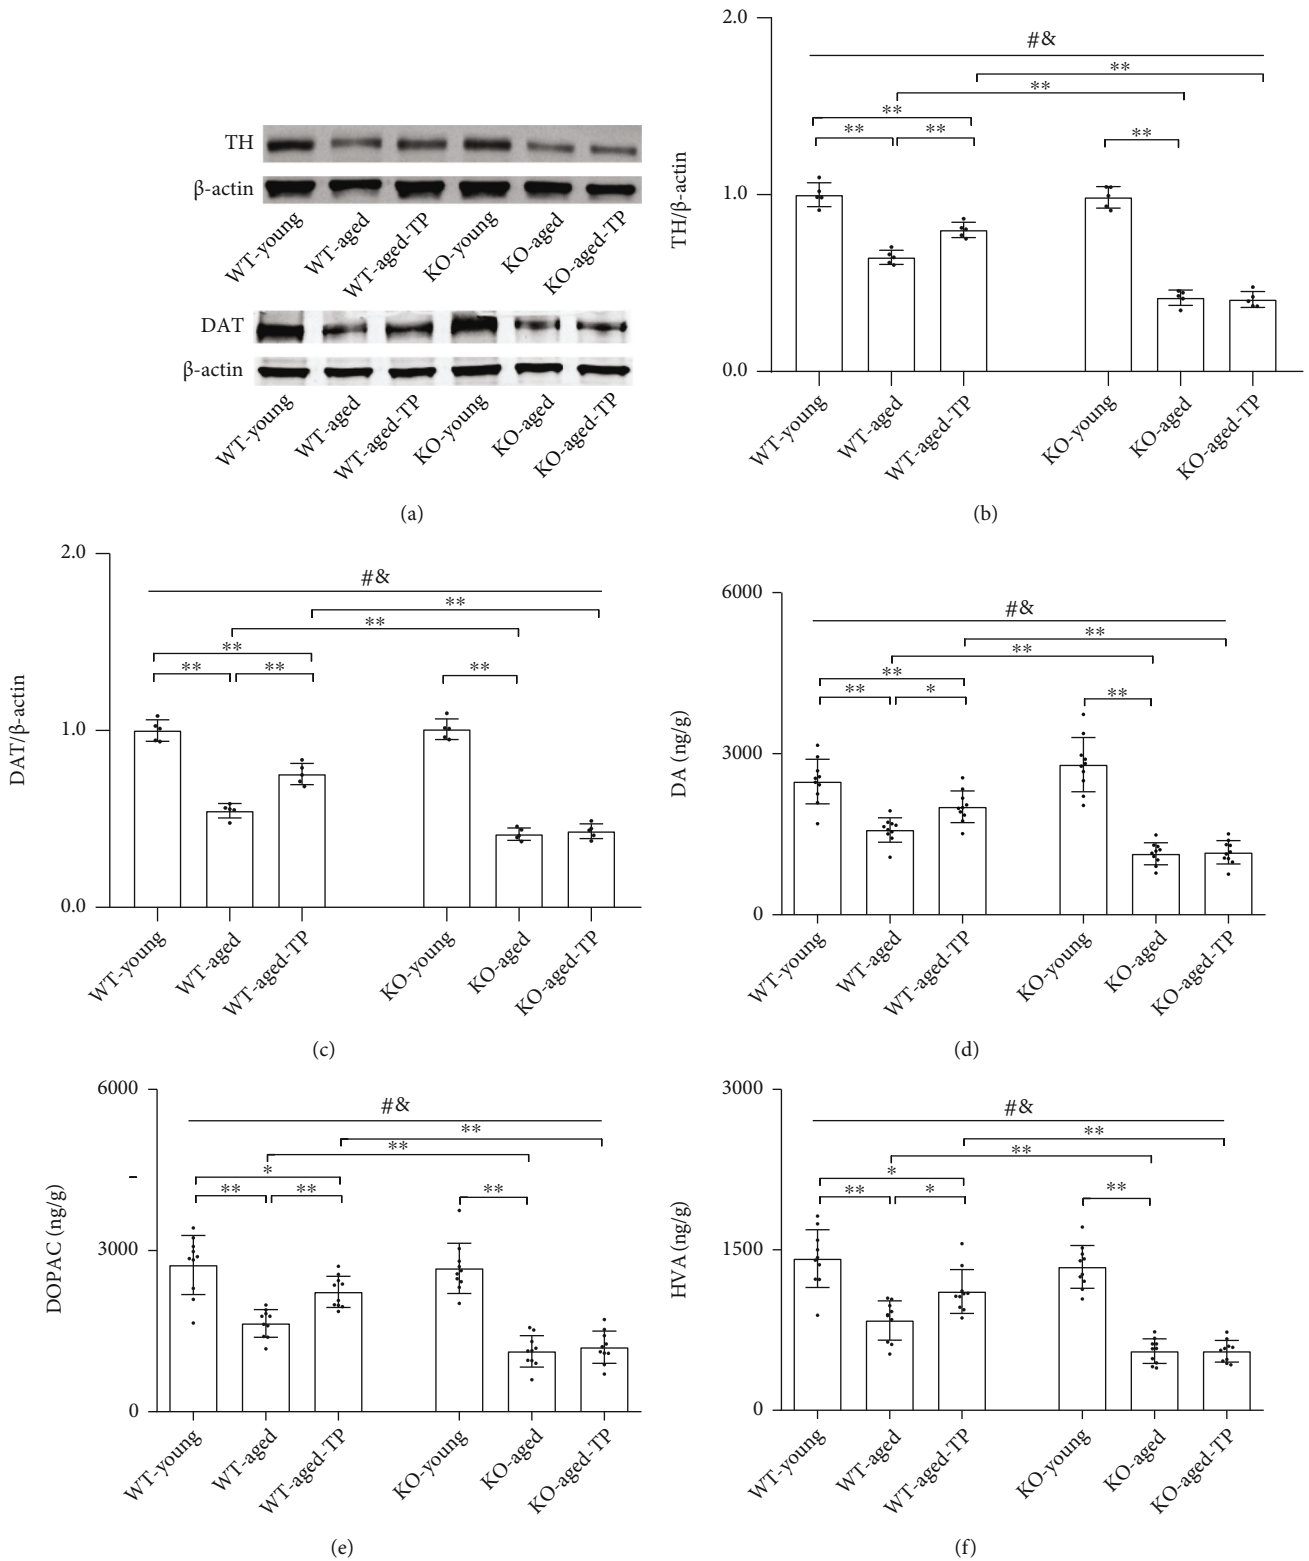 TH
β-actin
WT-young
WT-aged
WT-aged-TP
KO-young
KO-aged
KO-aged-TP
DAT
β-actin
WT-young
WT-aged
WT-aged-TP
KO-young
KO-aged
KO-aged-TP
(a)
2.0
1.0
0.0
TH/β-actin
#&
**
**
**
**
**
**
WT-young
WT-aged
WT-aged-TP
KO-young
KO-aged
KO-aged-TP
(b)
2.0
1.0
0.0
DAT/β-actin
#&
**
**
**
**
**
**
WT-young
WT-aged
WT-aged-TP
KO-young
KO-aged
KO-aged-TP
(c)
6000
3000
0
DA (ng/g)
#&
**
**
**
**
*
**
WT-young
WT-aged
WT-aged-TP
KO-young
KO-aged
KO-aged-TP
(d)
6000
3000
0
DOPAC (ng/g)
#&
**
**
*
**
**
**
WT-young
WT-aged
WT-aged-TP
KO-young
KO-aged
KO-aged-TP
(e)
3000
1500
0
HVA (ng/g)
#&
**
**
*
**
*
**
WT-young
WT-aged
WT-aged-TP
KO-young
KO-aged
KO-aged-TP
(f)